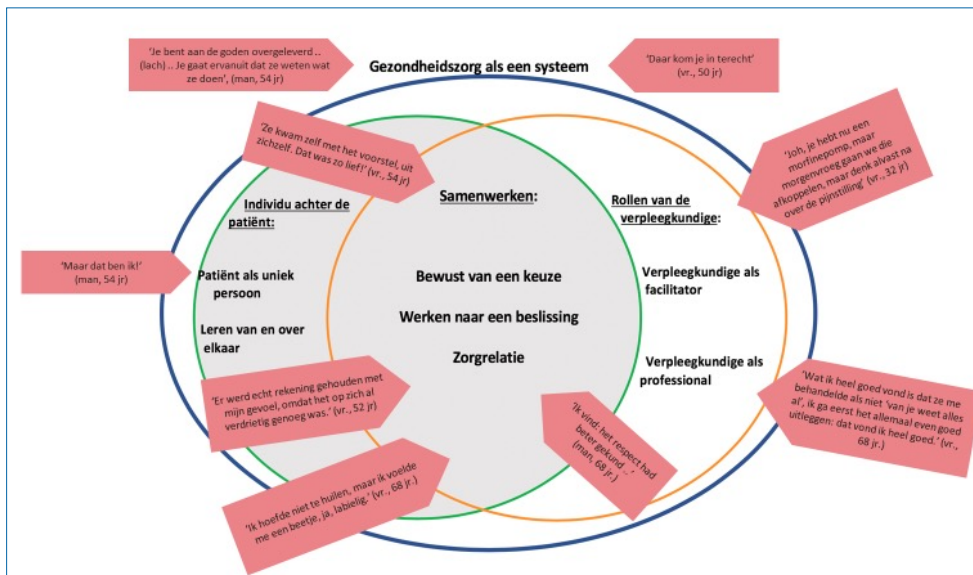 ‘Je bent aan de goden overgeleverd ..
(lach) .. Je gaat ervanuit dat ze weten wat
ze doen’, (man, 54 jr)
Gezondheidszorg als een systeem
‘Daar kom je in terecht’
(vr., 50 jr)
‘Ze kwam zelf met het voorstel, uit
zichzelf. Dat was zo lief!’ (vr., 54 jr)
‘Joh, je hebt nu een
morfinepomp, maar
morgenvroeg gaan we die
afkoppelen, maar denk alvast na
over de pijnstilling’ (vr., 32 jr)
Individu achter de
patiënt:
Samenwerken:
Rollen van de
verpleegkundige:
‘Maar dat ben ik!’
(man, 54 jr)
Patiënt als uniek
persoon
Leren van en over
elkaar
Bewust van een keuze
Werken naar een beslissing
Zorgrelatie
Verpleegkundige als
facilitator
Verpleegkundige als
professional
‘Er werd echt rekening gehouden met
mijn gevoel, omdat het op zich al
verdrietig genoeg was.’ (vr., 52 jr)
‘Ik vind: het respect had
beter gekund ..’
(man, 68 jr.)
‘Wat ik heel goed vond is dat ze me
behandelde als niet ‘van je weet alles
al’, ik ga eerst het allemaal even goed
uitleggen: dat vond ik heel goed.’ (vr.,
68 jr.)
‘Ik hoefde niet te huilen, maar ik voelde
me een beetje, ja, labielig.’ (vr., 68 jr.)